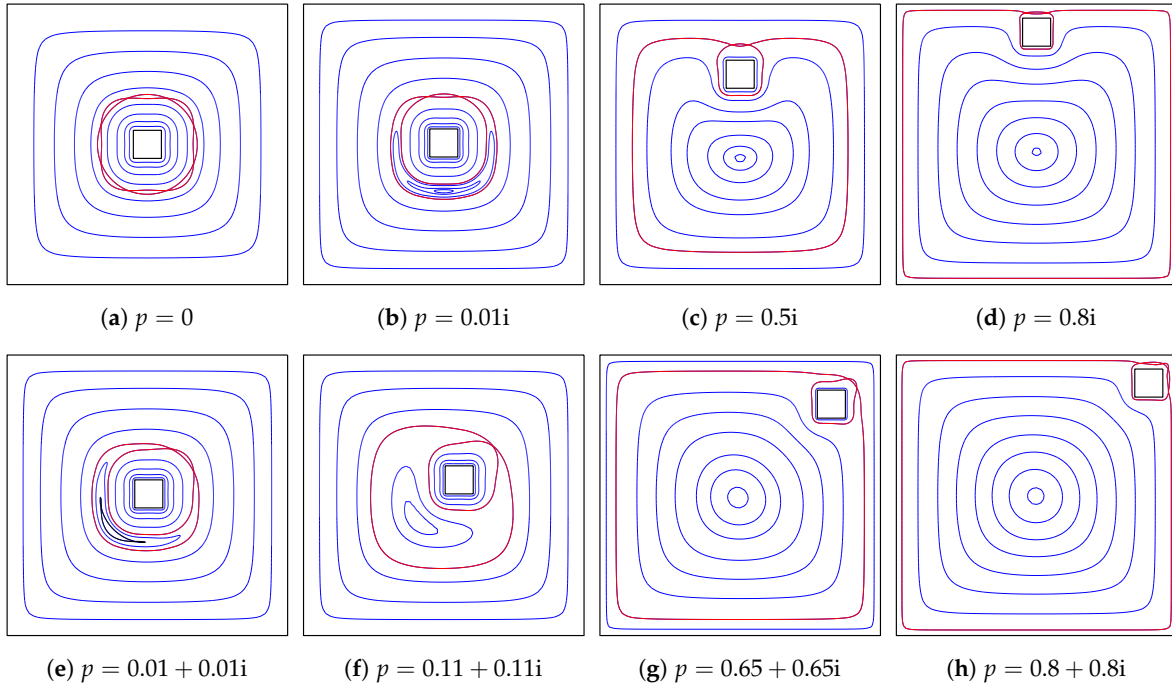 (a) p = 0
(b) p = 0.01i
(c) p = 0.5i
(d) p = 0.8i
(e) p = 0.01 + 0.01i
(f) p = 0.11 + 0.11i
(g) p = 0.65 + 0.65i
(h) p = 0.8 + 0.8i